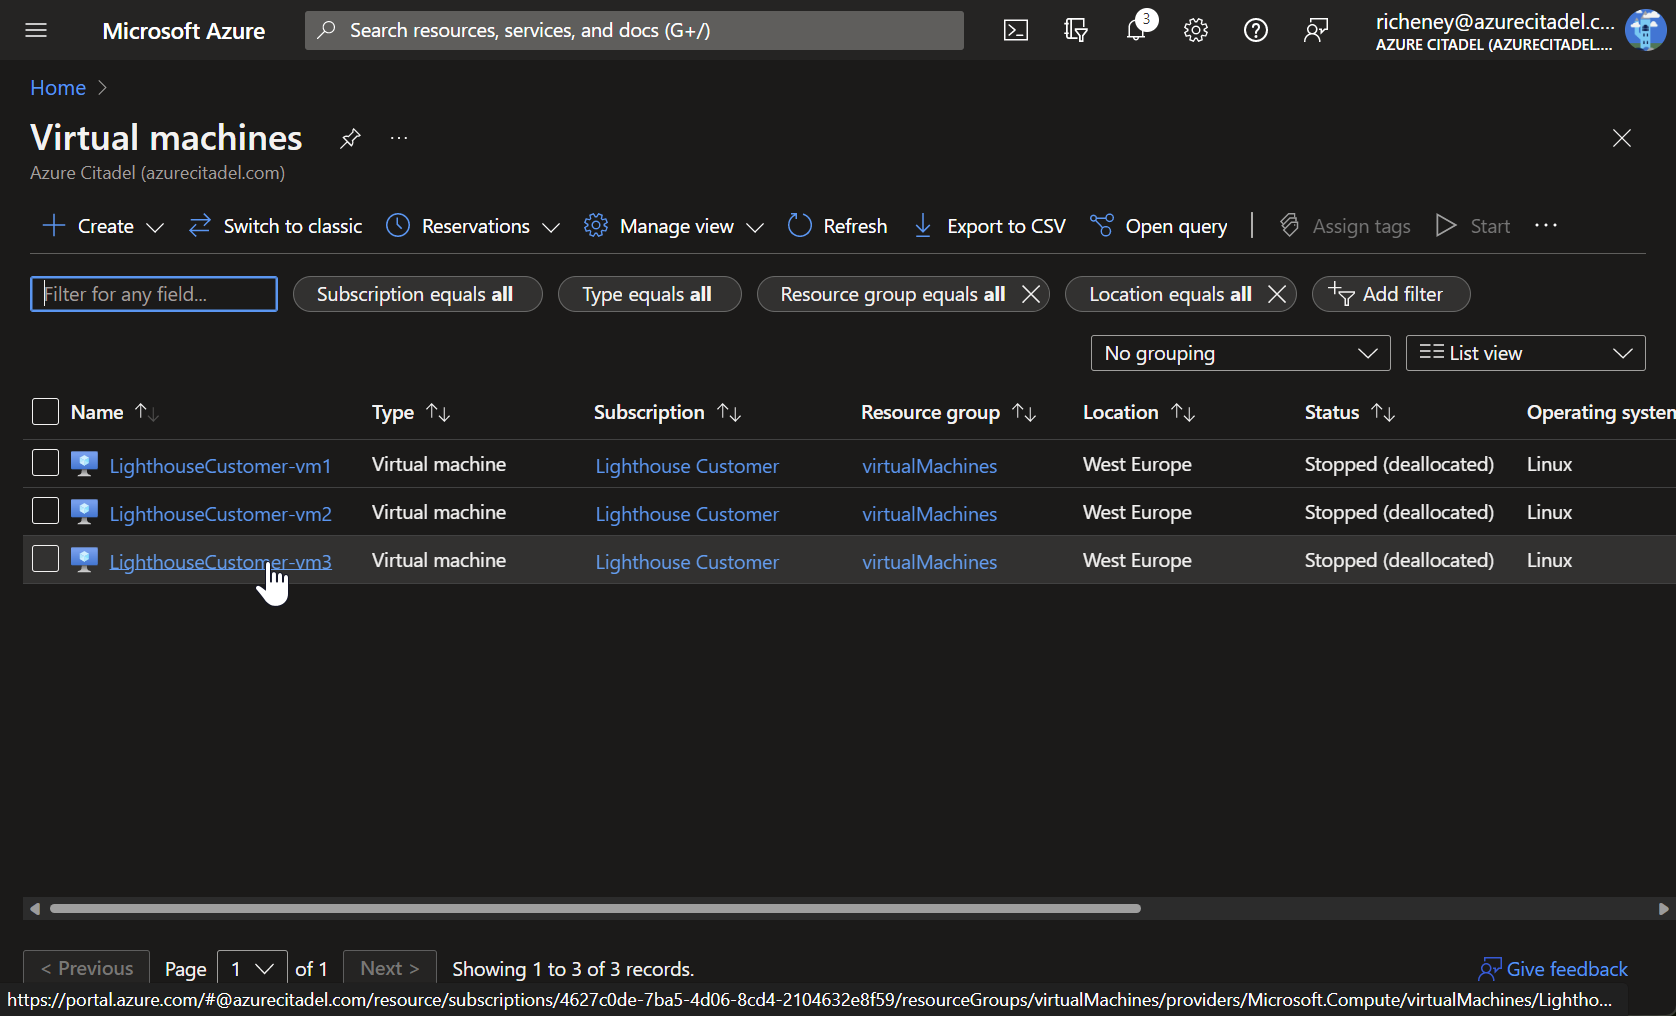 Microsoft Azure
Search resources, services, and docs (G+/)
3
richeney@azurecitadel.c...
AZURE CITADEL (AZURECITADEL....
Home >
Virtual machines
...
Azure Citadel (azurecitadel.com)
Create Switch to classic Reservations Manage view Refresh Export to CSV Open query | Assign tags Start ...
Filter for any field... Subscription equals all Type equals all Resource group equals all Location equals all Add filter
No grouping List view
Name Type Subscription Resource group Location Status Operating system
LighthouseCustomer-vm1 Virtual machine Lighthouse Customer virtualMachines West Europe Stopped (deallocated) Linux
LighthouseCustomer-vm2 Virtual machine Lighthouse Customer virtualMachines West Europe Stopped (deallocated) Linux
LighthouseCustomer-vm3 Virtual machine Lighthouse Customer virtualMachines West Europe Stopped (deallocated) Linux
< Previous Page 1 of 1 Next > Showing 1 to 3 of 3 records. Give feedback
https://portal.azure.com/#@azurecitadel.com/resource/subscriptions/4627c0de-7ba5-4d06-8cd4-2104632e8f59/resourceGroups/virtualMachines/providers/Microsoft.Compute/virtualMachines/Lightho...